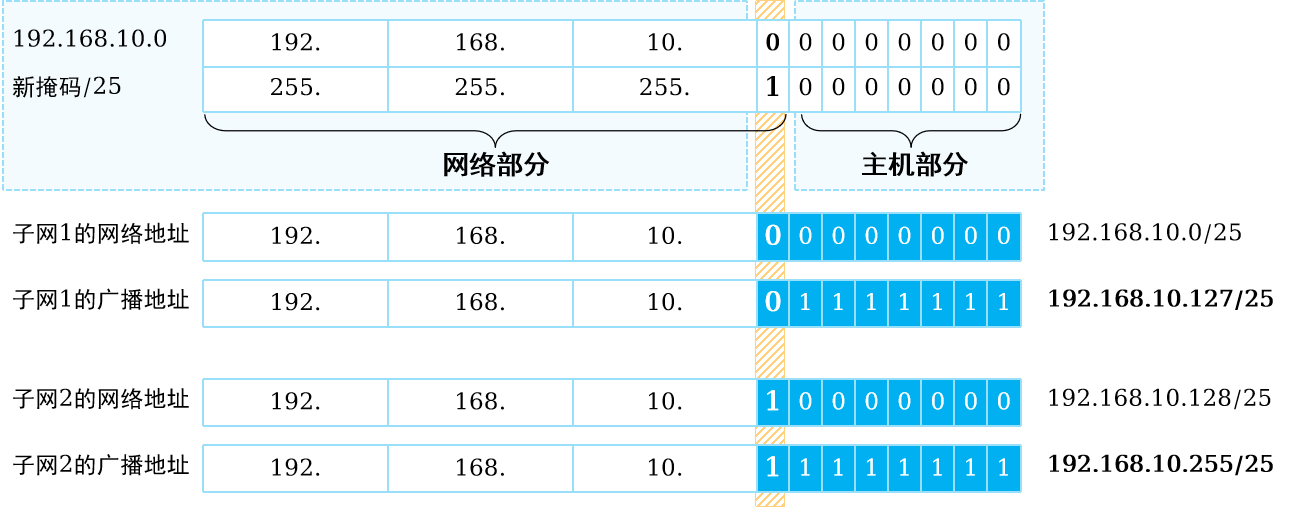 192.168.10.0 192. 168. 10. 0 0 0 0 0 0 0 0
新掩码/25 255. 255. 255. 1 0 0 0 0 0 0 0
网络部分 主机部分
子网1的网络地址 192. 168. 10. 0 0 0 0 0 0 0 0 192.168.10.0/25
子网1的广播地址 192. 168. 10. 0 1 1 1 1 1 1 1 192.168.10.127/25
子网2的网络地址 192. 168. 10. 1 0 0 0 0 0 0 0 192.168.10.128/25
子网2的广播地址 192. 168. 10. 1 1 1 1 1 1 1 1 192.168.10.255/25